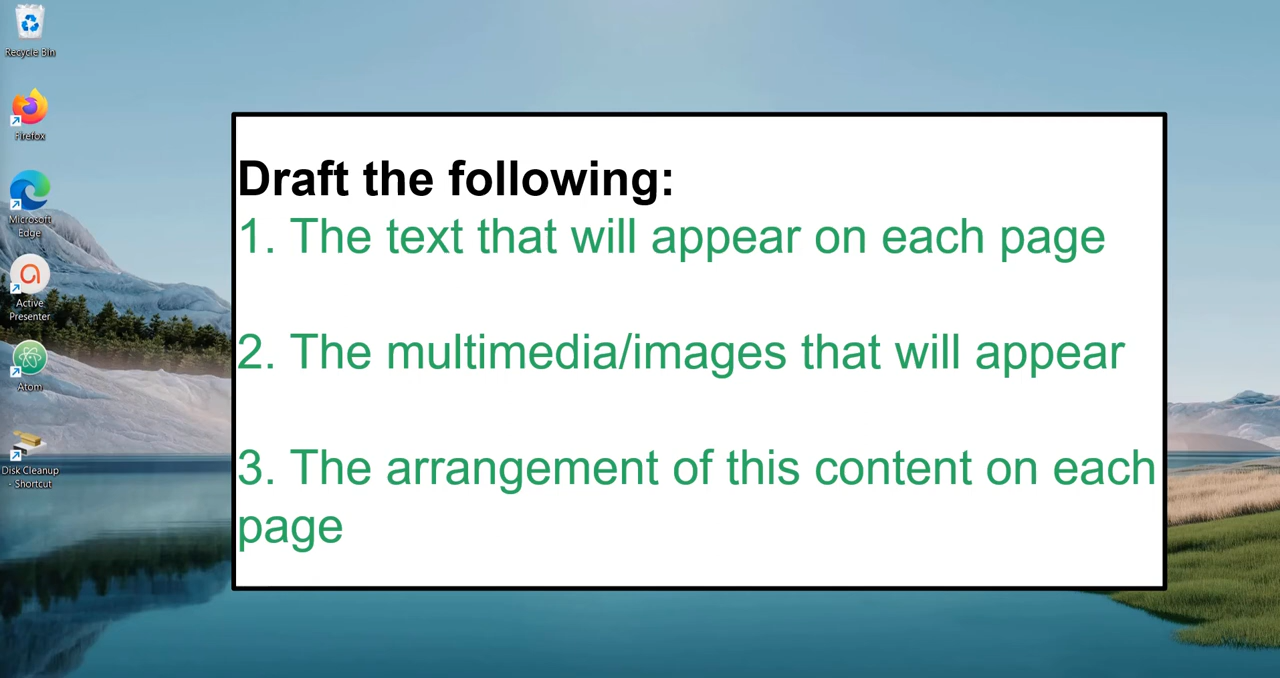 Recycle Bin
Firefox
Microsoft
Edge
Active
Presenter
Atom
Disk Cleanup
- Shortcut
Draft the following:
1. The text that will appear on each page
2. The multimedia/images that will appear
3. The arrangement of this content on each
page